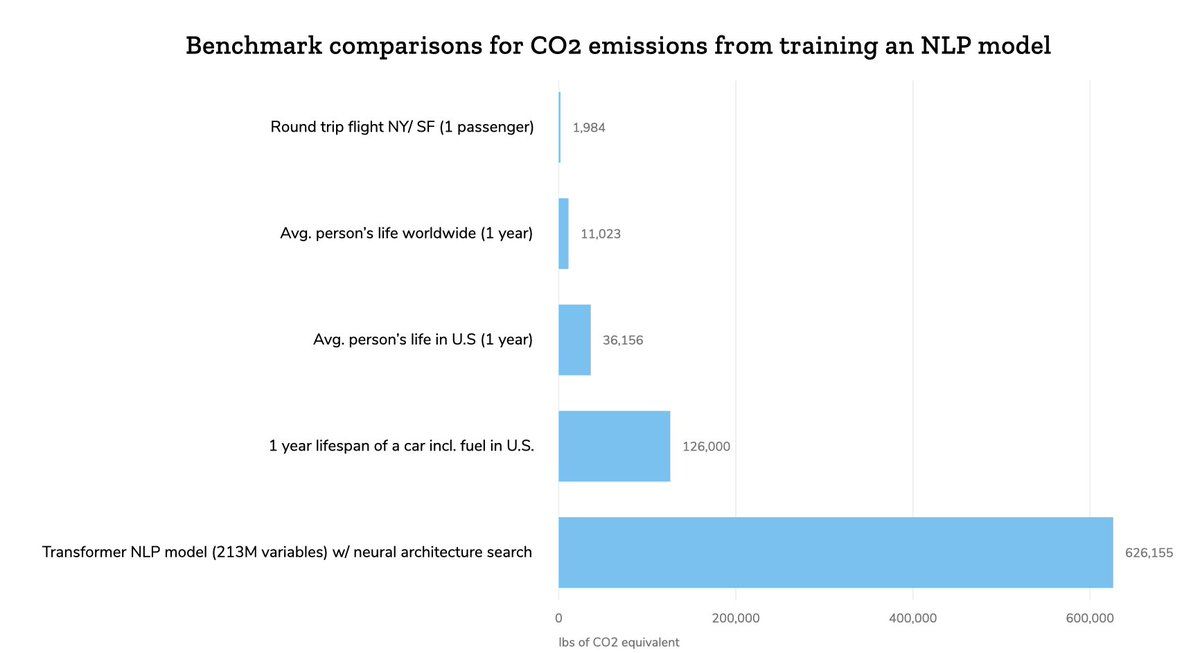 Benchmark comparisons for CO2 emissions from training an NLP model
Round trip flight NY/ SF (1 passenger)
1,984
Avg. person’s life worldwide (1 year)
11,023
Avg. person’s life in U.S (1 year)
36,156
1 year lifespan of a car incl. fuel in U.S.
126,000
Transformer NLP model (213M variables) w/ neural architecture search
626,155
0
200,000
400,000
600,000
lbs of CO2 equivalent